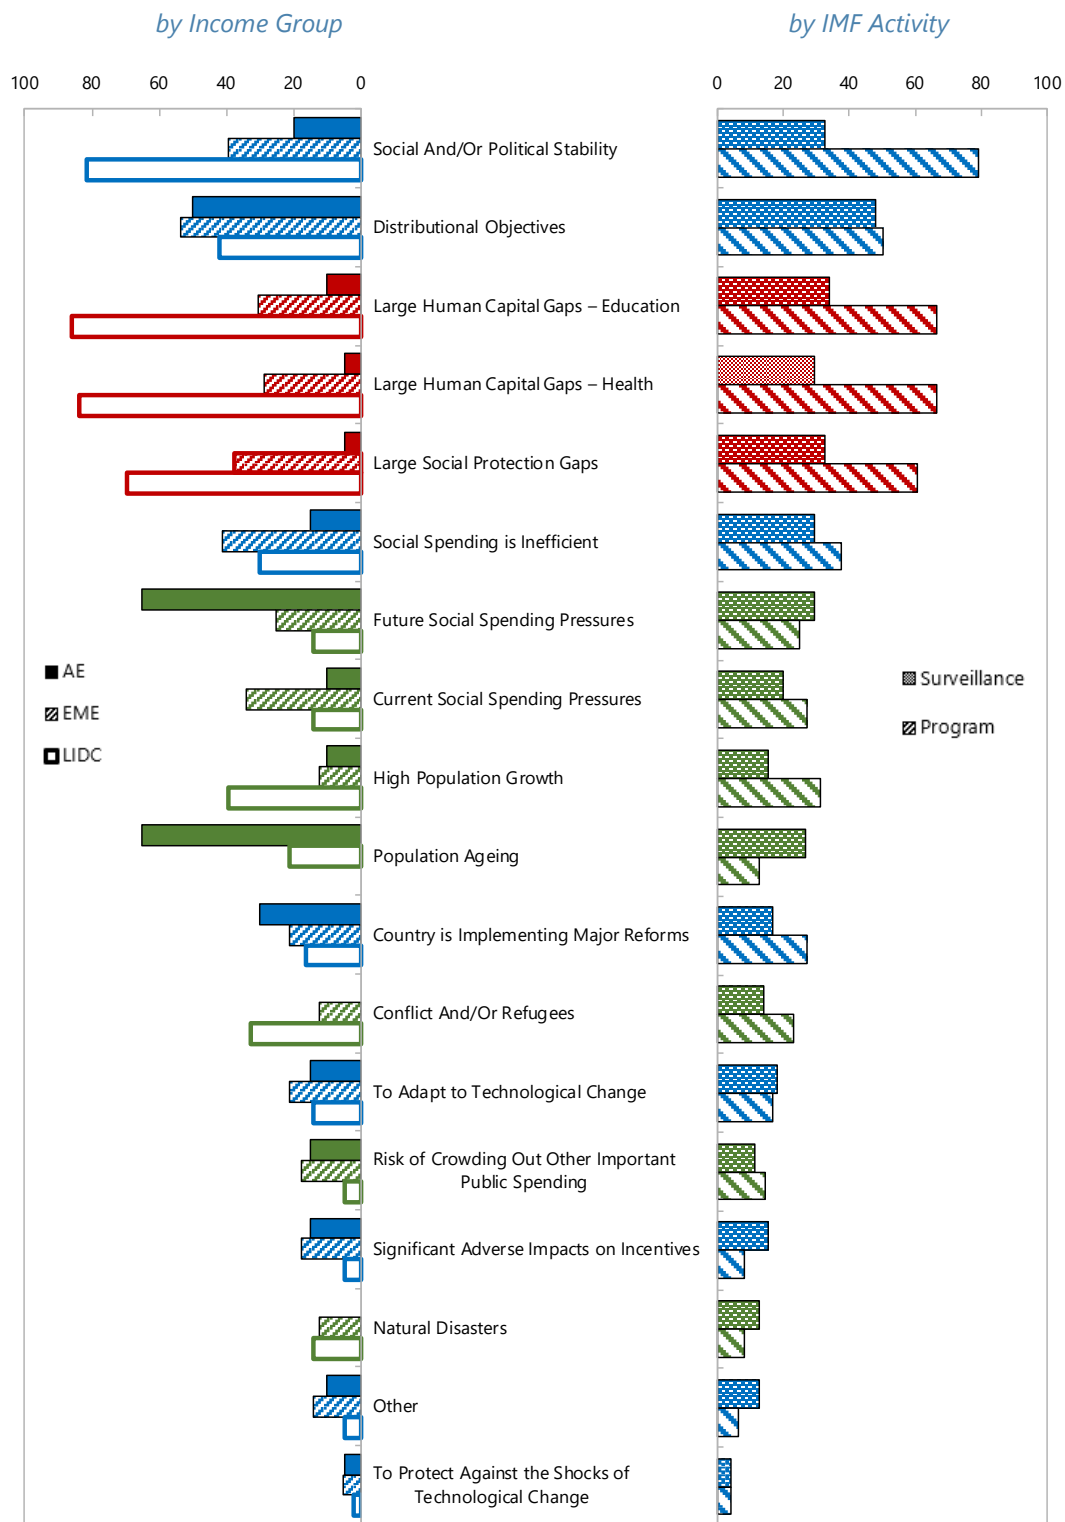 by Income Group
by IMF Activity
100 80 60 40 20 0
0 20 40 60 80 100
Social And/Or Political Stability
Distributional Objectives
Large Human Capital Gaps – Education
Large Human Capital Gaps – Health
Large Social Protection Gaps
Social Spending is Inefficient
Future Social Spending Pressures
AE
EME
LIDC
Current Social Spending Pressures
Surveillance
Program
High Population Growth
Population Ageing
Country is Implementing Major Reforms
Conflict And/Or Refugees
To Adapt to Technological Change
Risk of Crowding Out Other Important
Public Spending
Significant Adverse Impacts on Incentives
Natural Disasters
Other
To Protect Against the Shocks of
Technological Change